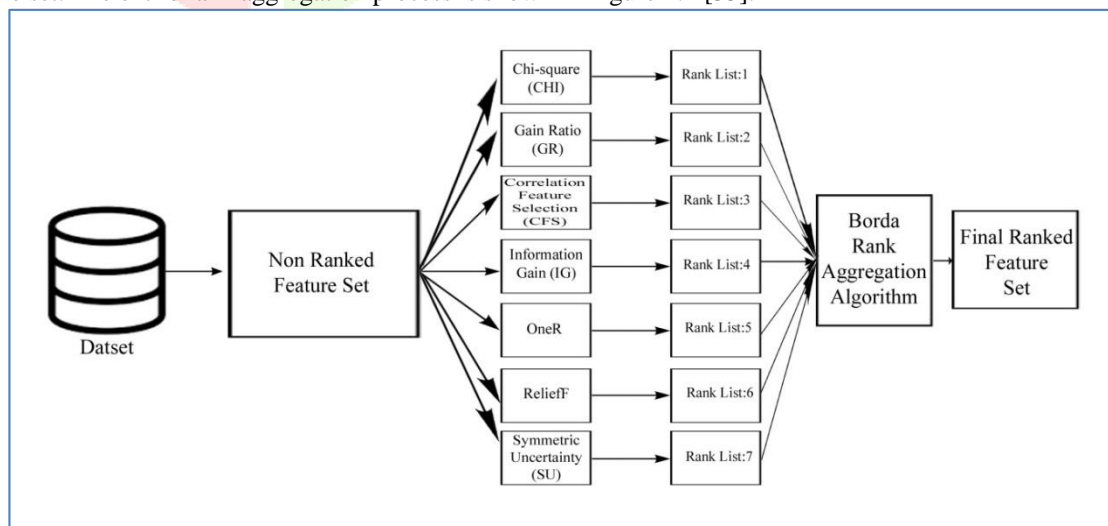 Datset
Non Ranked
Feature Set
Chi-square
(CHI)
Gain Ratio
(GR)
Correlation
Feature
Selection
(CFS)
Information
Gain (IG)
OneR
ReliefF
Symmetric
Uncertainty
(SU)
Rank List:1
Rank List:2
Rank List:3
Rank List:4
Rank List:5
Rank List:6
Rank List:7
Borda
Rank
Aggregation
Algorithm
Final Ranked
Feature
Set